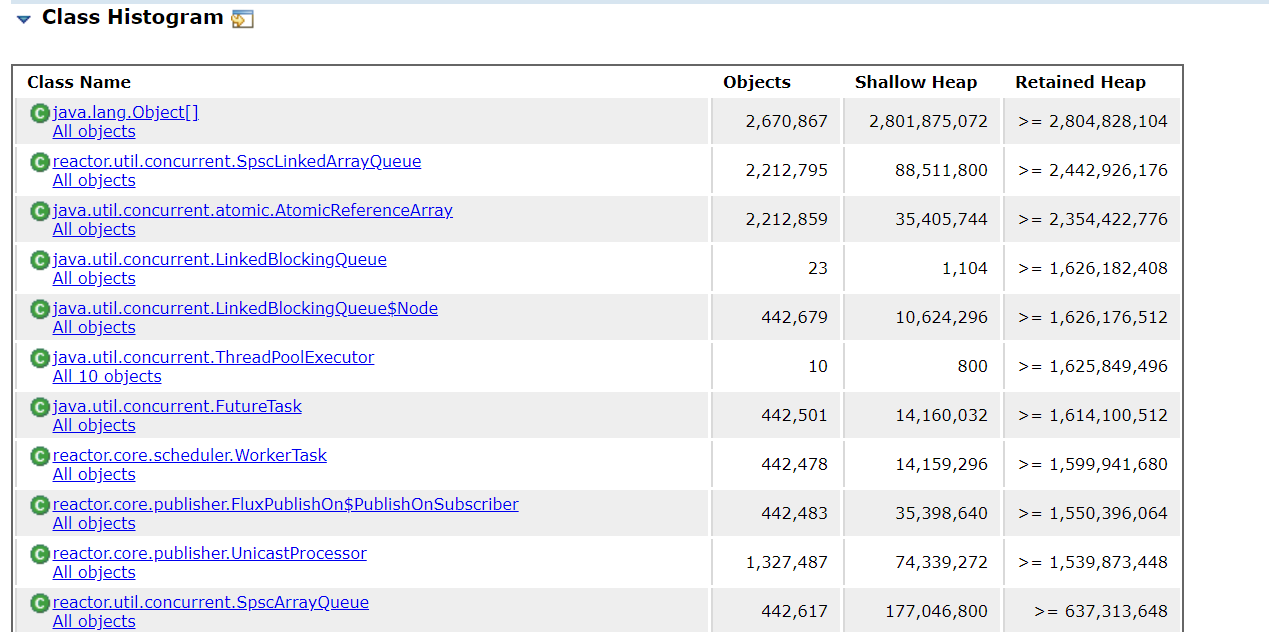 Class Histogram
Class Name Objects Shallow Heap Retained Heap
java.lang.Object[]
All objects 2,670,867 2,801,875,072 >= 2,804,828,104
reactor.util.concurrent.SpscLinkedArrayQueue
All objects 2,212,795 88,511,800 >= 2,442,926,176
java.util.concurrent.atomic.AtomicReferenceArray
All objects 2,212,859 35,405,744 >= 2,354,422,776
java.util.concurrent.LinkedBlockingQueue
All objects 23 1,104 >= 1,626,182,408
java.util.concurrent.LinkedBlockingQueue$Node
All objects 442,679 10,624,296 >= 1,626,176,512
java.util.concurrent.ThreadPoolExecutor
All 10 objects 10 800 >= 1,625,849,496
java.util.concurrent.FutureTask
All objects 442,501 14,160,032 >= 1,614,100,512
reactor.core.scheduler.WorkerTask
All objects 442,478 14,159,296 >= 1,599,941,680
reactor.core.publisher.FluxPublishOn$PublishOnSubscriber
All objects 442,483 35,398,640 >= 1,550,396,064
reactor.core.publisher.UnicastProcessor
All objects 1,327,487 74,339,272 >= 1,539,873,448
reactor.util.concurrent.SpscArrayQueue
All objects 442,617 177,046,800 >= 637,313,648